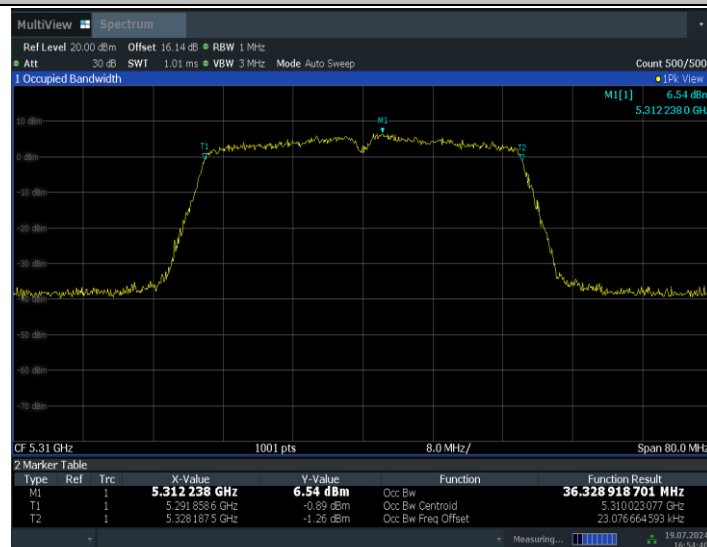 MultiView Spectrum
Ref Level 20.00 dBm Offset 16.14 dB RBW 1 MHz
Att 30 dB SWT 1.01 ms VBW 3 MHz Mode Auto Sweep Count 500/500
1 Occupied Bandwidth 1Pk View
M1[1] 6.54 dBm
5.312 238 0 GHz
10 dBm
M1
T1 T2
0 dBm
-10 dBm
-20 dBm
-30 dBm
-40 dBm
-50 dBm
-60 dBm
-70 dBm
CF 5.31 GHz 1001 pts 8.0 MHz/ Span 80.0 MHz
2 Marker Table
Type Ref Trc X-Value Y-Value Function Function Result
M1 1 5.312 238 GHz 6.54 dBm Occ Bw 36.328 918 701 MHz
T1 1 5.291 858 6 GHz -0.89 dBm Occ Bw Centroid 5.310 023 077 GHz
T2 1 5.328 187 5 GHz -1.26 dBm Occ Bw Freq Offset 23.076 664 593 kHz
Measuring... 19.07.2024
16:54:40